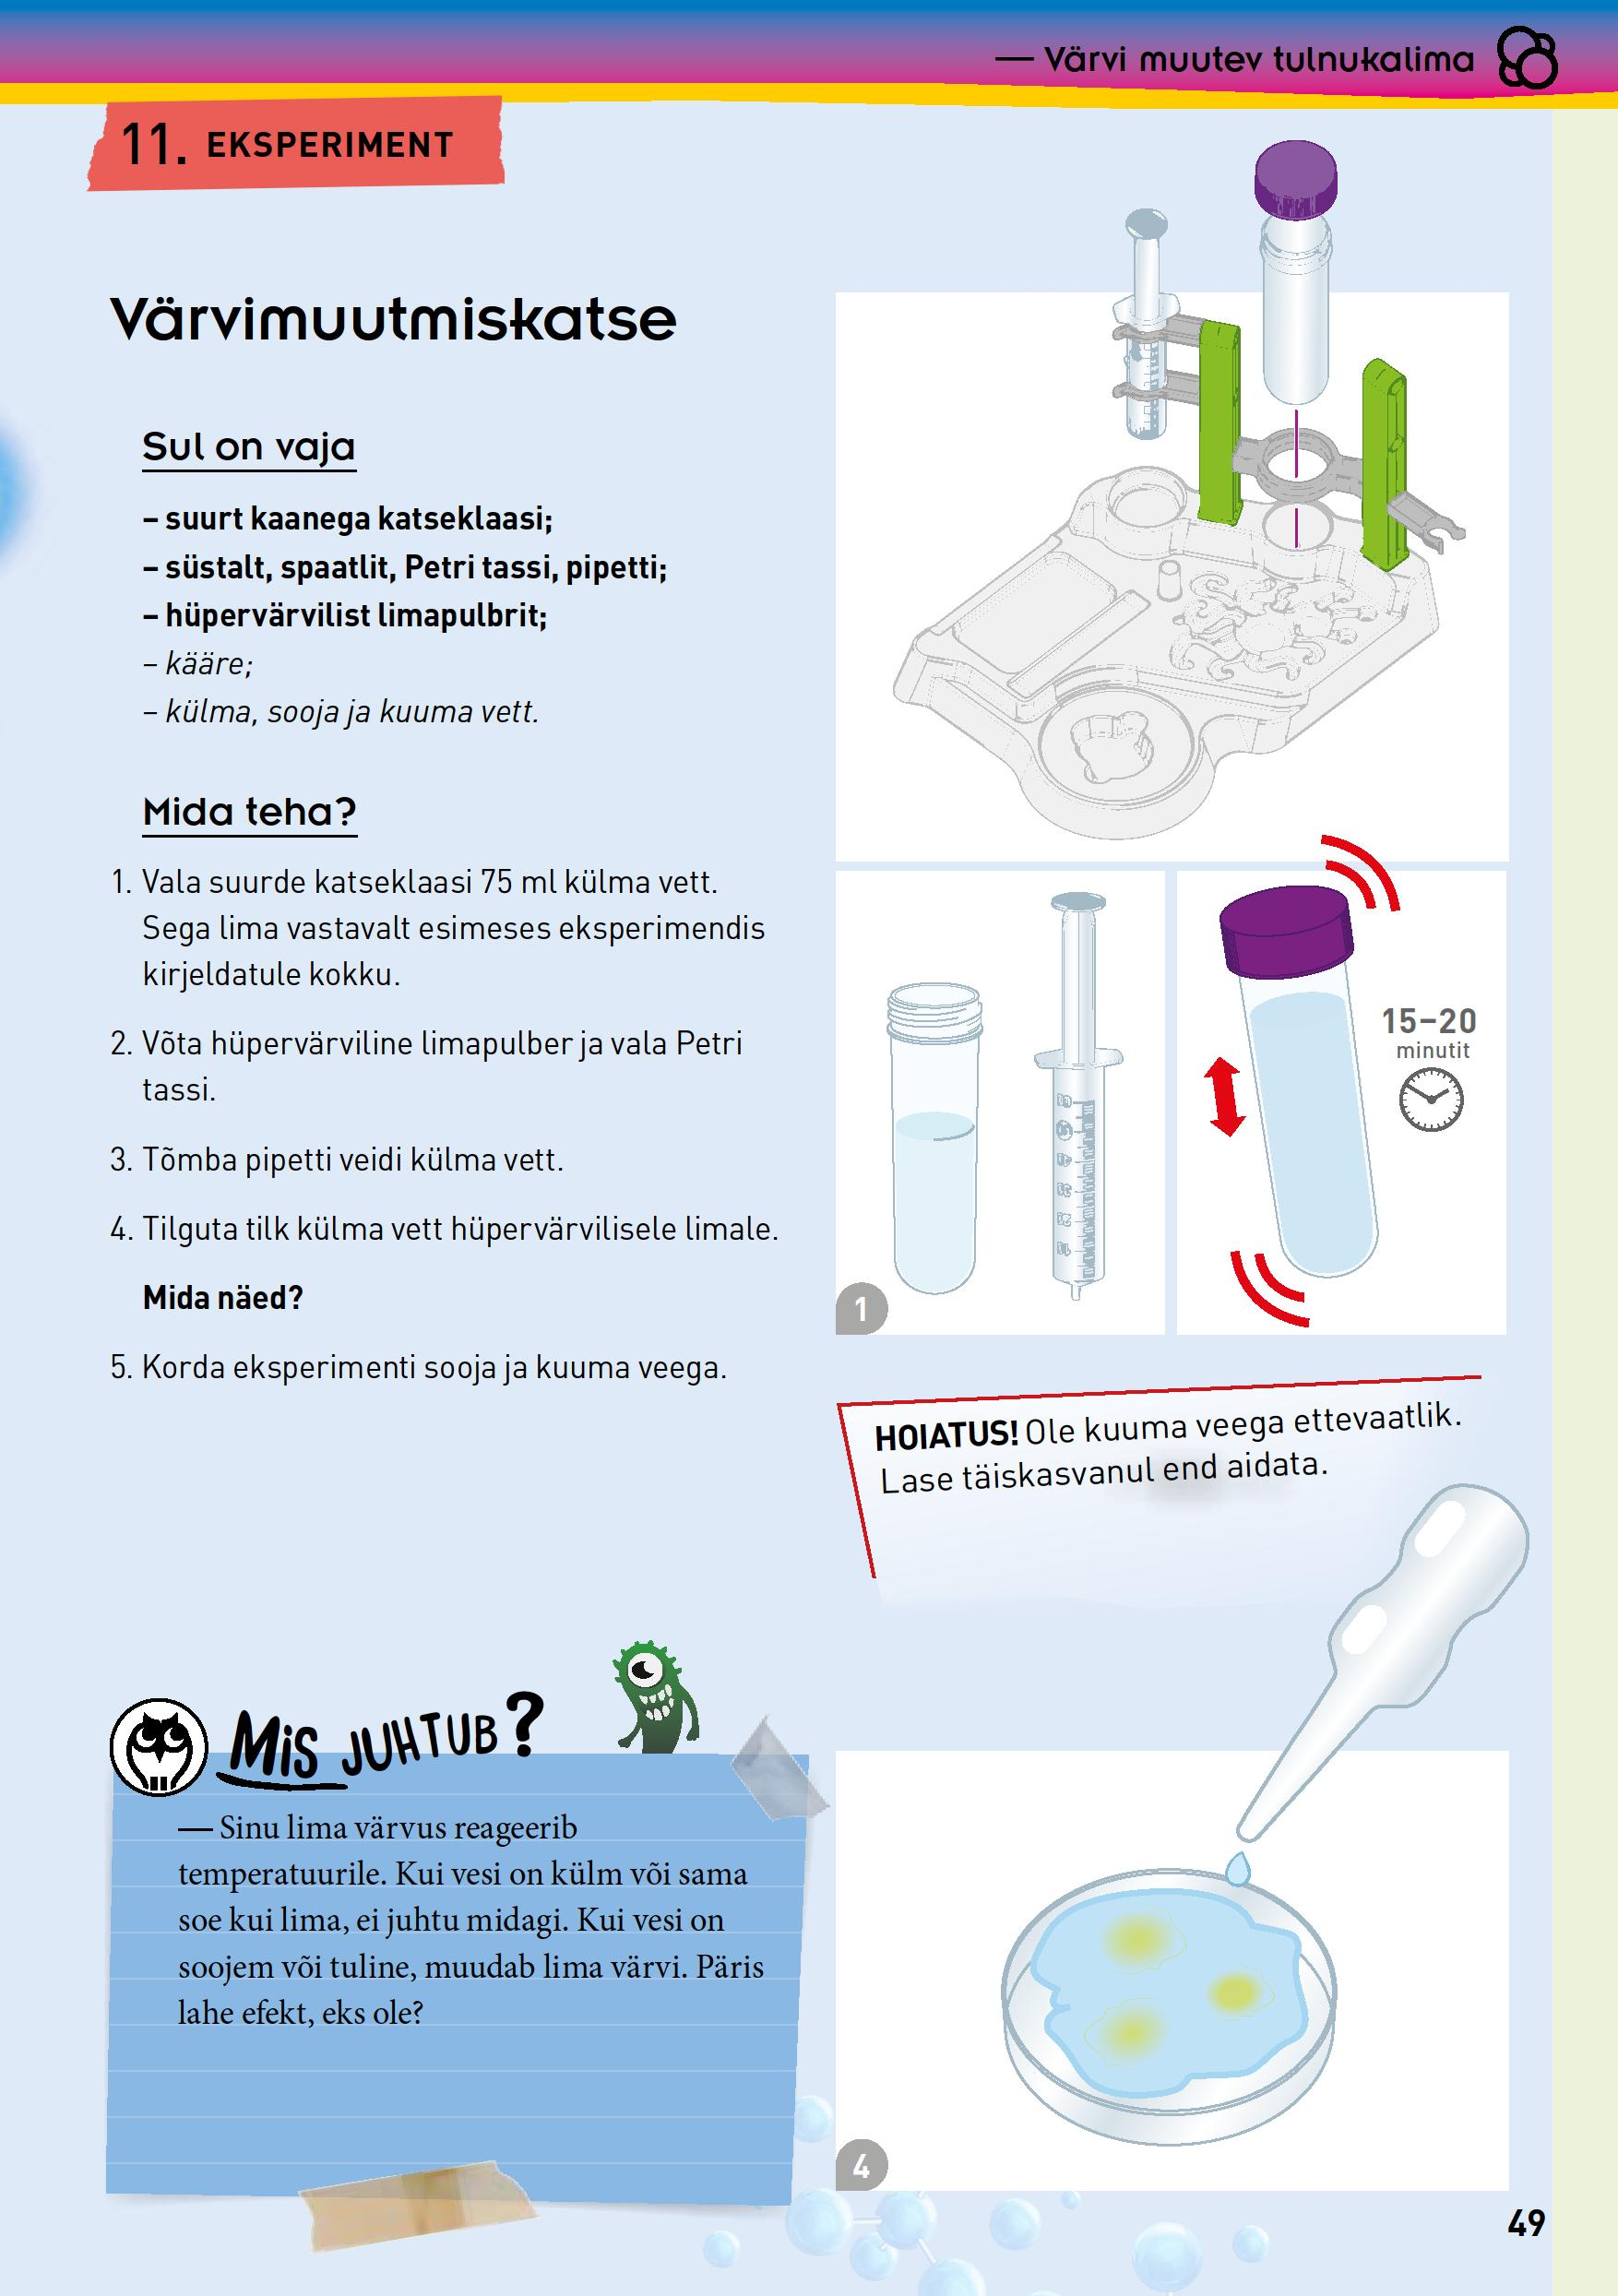 — Värvi muutev tulnukalima
11. EKSPERIMENT
Värvimuutmiskatse
Sul on vaja
– suurt kaanega katseklaasi;
– süstalt, spaatlit, Petri tassi, pipetti;
– hüpervärvilist limapulbrit;
– kääre;
– külma, sooja ja kuuma vett.
Mida teha?
1. Vala suurde katseklaasi 75 ml külma vett.
Sega lima vastavalt esimeses eksperimendis
kirjeldatule kokku.
2. Võta hüpervärviline limapulber ja vala Petri
tassi.
3. Tõmba pipetti veidi külma vett.
4. Tilguta tilk külma vett hüpervärvilisele limale.
Mida näed?
5. Korda eksperimenti sooja ja kuuma veega.
1
15–20
minutit
HOIATUS! Ole kuuma veega ettevaatlik.
Lase täiskasvanul end aidata.
MIS JUHTUB?
— Sinu lima värvus reageerib
temperatuurile. Kui vesi on külm või sama
soe kui lima, ei juhtu midagi. Kui vesi on
soojem või tuline, muudab lima värvi. Päris
lahe efekt, eks ole?
4
49